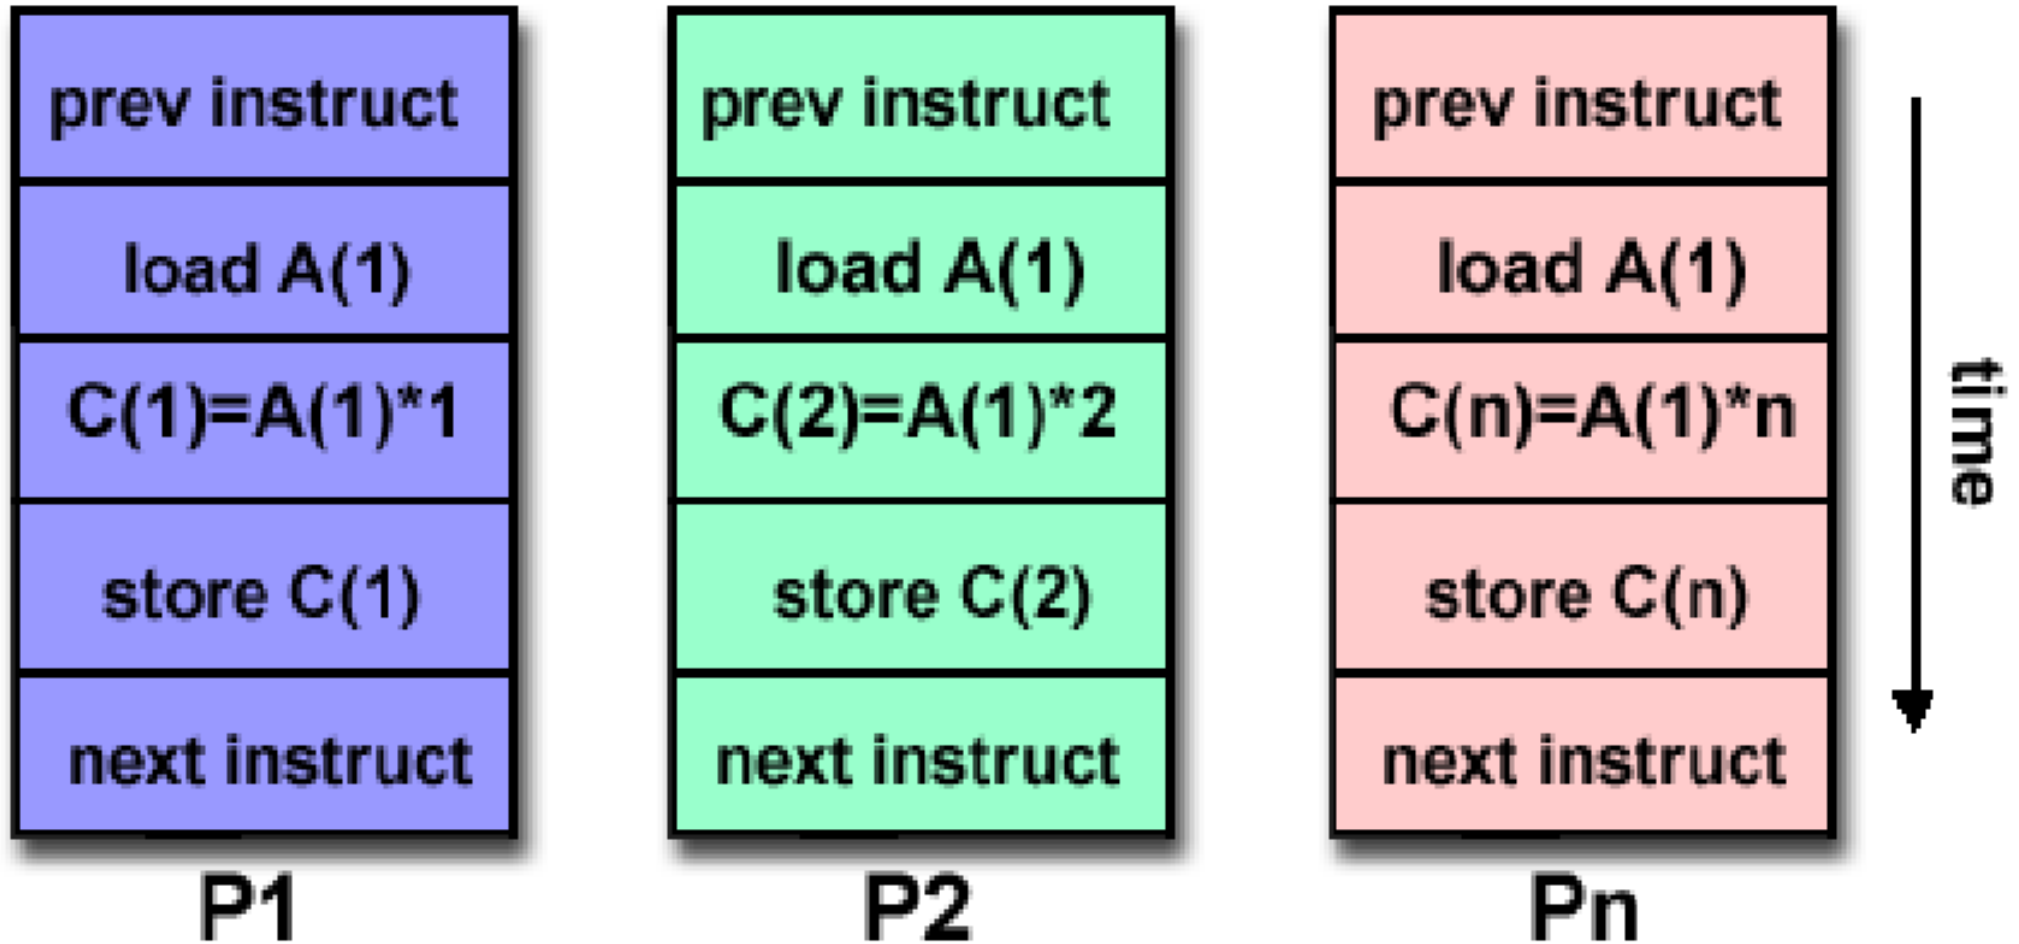 prev instruct
load A(1)
C(1)=A(1)*1
store C(1)
next instruct
P1
prev instruct
load A(1)
C(2)=A(1)*2
store C(2)
next instruct
P2
prev instruct
load A(1)
C(n)=A(1)*n
store C(n)
next instruct
Pn
time